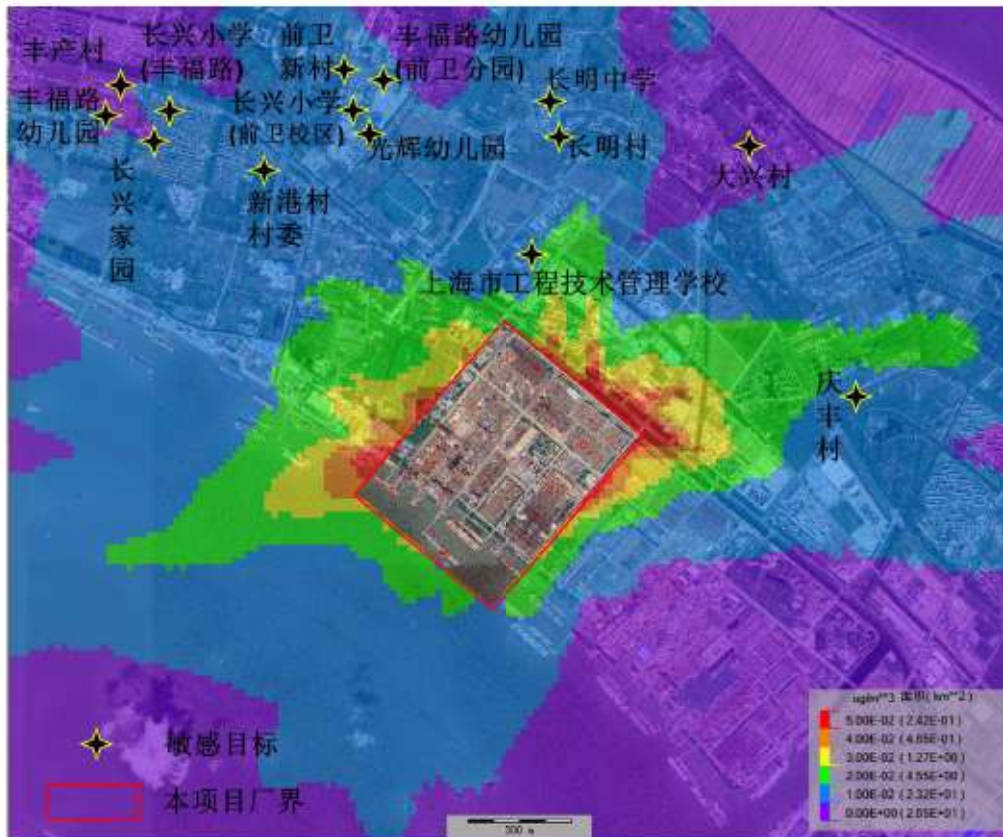 丰产村
长兴小学
(丰福路)
前卫
新村
丰福路幼儿园
(前卫分园)
长明中学
丰福路
幼儿园
长兴小学
(前卫校区)
光辉幼儿园
长明村
大兴村
长兴家园
新港村
村委
上海市工程技术管理学校
庆丰村
敏感目标
本项目厂界
ug/m**3 面积(km**2)
5.00E-02 (2.42E-01)
4.00E-02 (4.65E-01)
3.00E-02 (1.27E+00)
2.00E-02 (4.55E+00)
1.00E-02 (2.32E+01)
0.00E+00 (2.05E+01)